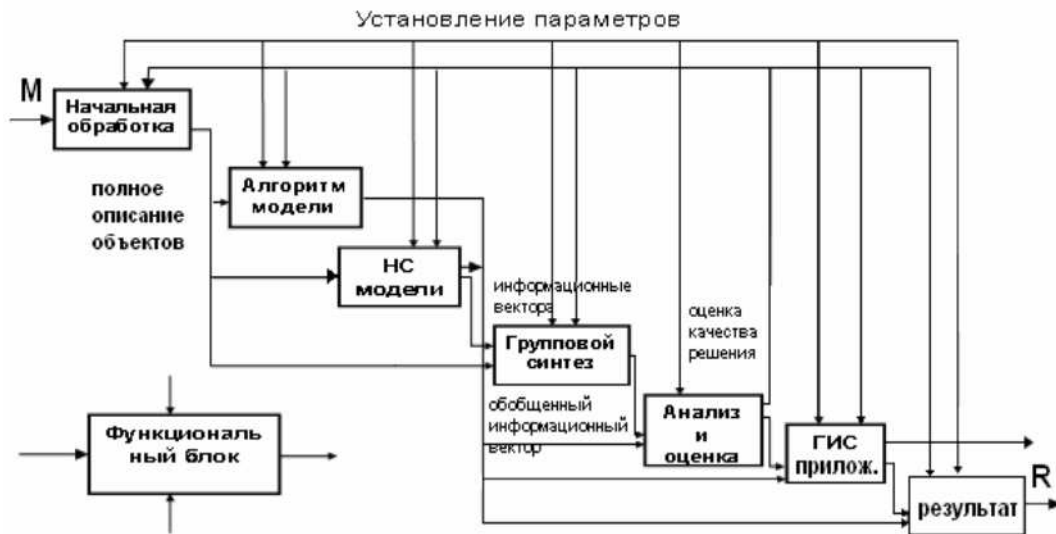 Установление параметров
M
Начальная
обработка
полное
описание
объектов
Алгоритм
модели
НС
модели
информационные
вектора
Групповой
синтез
оценка
качества
решения
обобщенный
информационный
вектор
Анализ
и
оценка
ГИС
прилож.
R
результат
Функциональ
ный блок